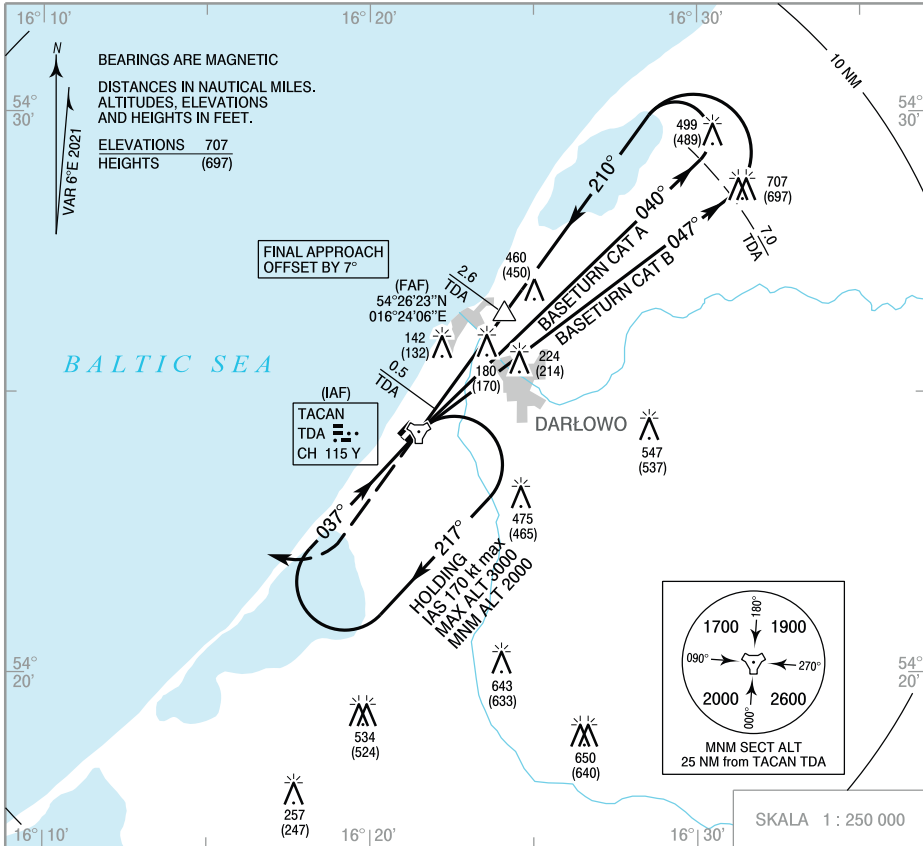 16°10' 16°20' 16°30'
N
BEARINGS ARE MAGNETIC
DISTANCES IN NAUTICAL MILES.
ALTITUDES, ELEVATIONS
AND HEIGHTS IN FEET.
ELEVATIONS 707
HEIGHTS (697)
VAR 6°E 2021
54°
30'
54°
30'
10 NM
499
(489)
707
(697)
7.0
TDA
210°
BASETURN CAT A 040°
BASETURN CAT B 047°
FINAL APPROACH
OFFSET BY 7°
2.6
TDA
460
(450)
(FAF)
54°26'23"N
016°24'06"E
142
(132)
180
(170)
224
(214)
0.5
TDA
BALTIC SEA
(IAF)
TACAN
TDA
CH 115 Y
DARŁOWO
547
(537)
037°
217°
475
(465)
HOLDING
IAS 170 kt max
MAX ALT 3000
MNM ALT 2000
643
(633)
534
(524)
650
(640)
257
(247)
180°
1700 1900
090° 270°
2000 2600
000°
MNM SECT ALT
25 NM from TACAN TDA
54°
20'
54°
20'
SKALA 1 : 250 000
16°10' 16°20' 16°30'